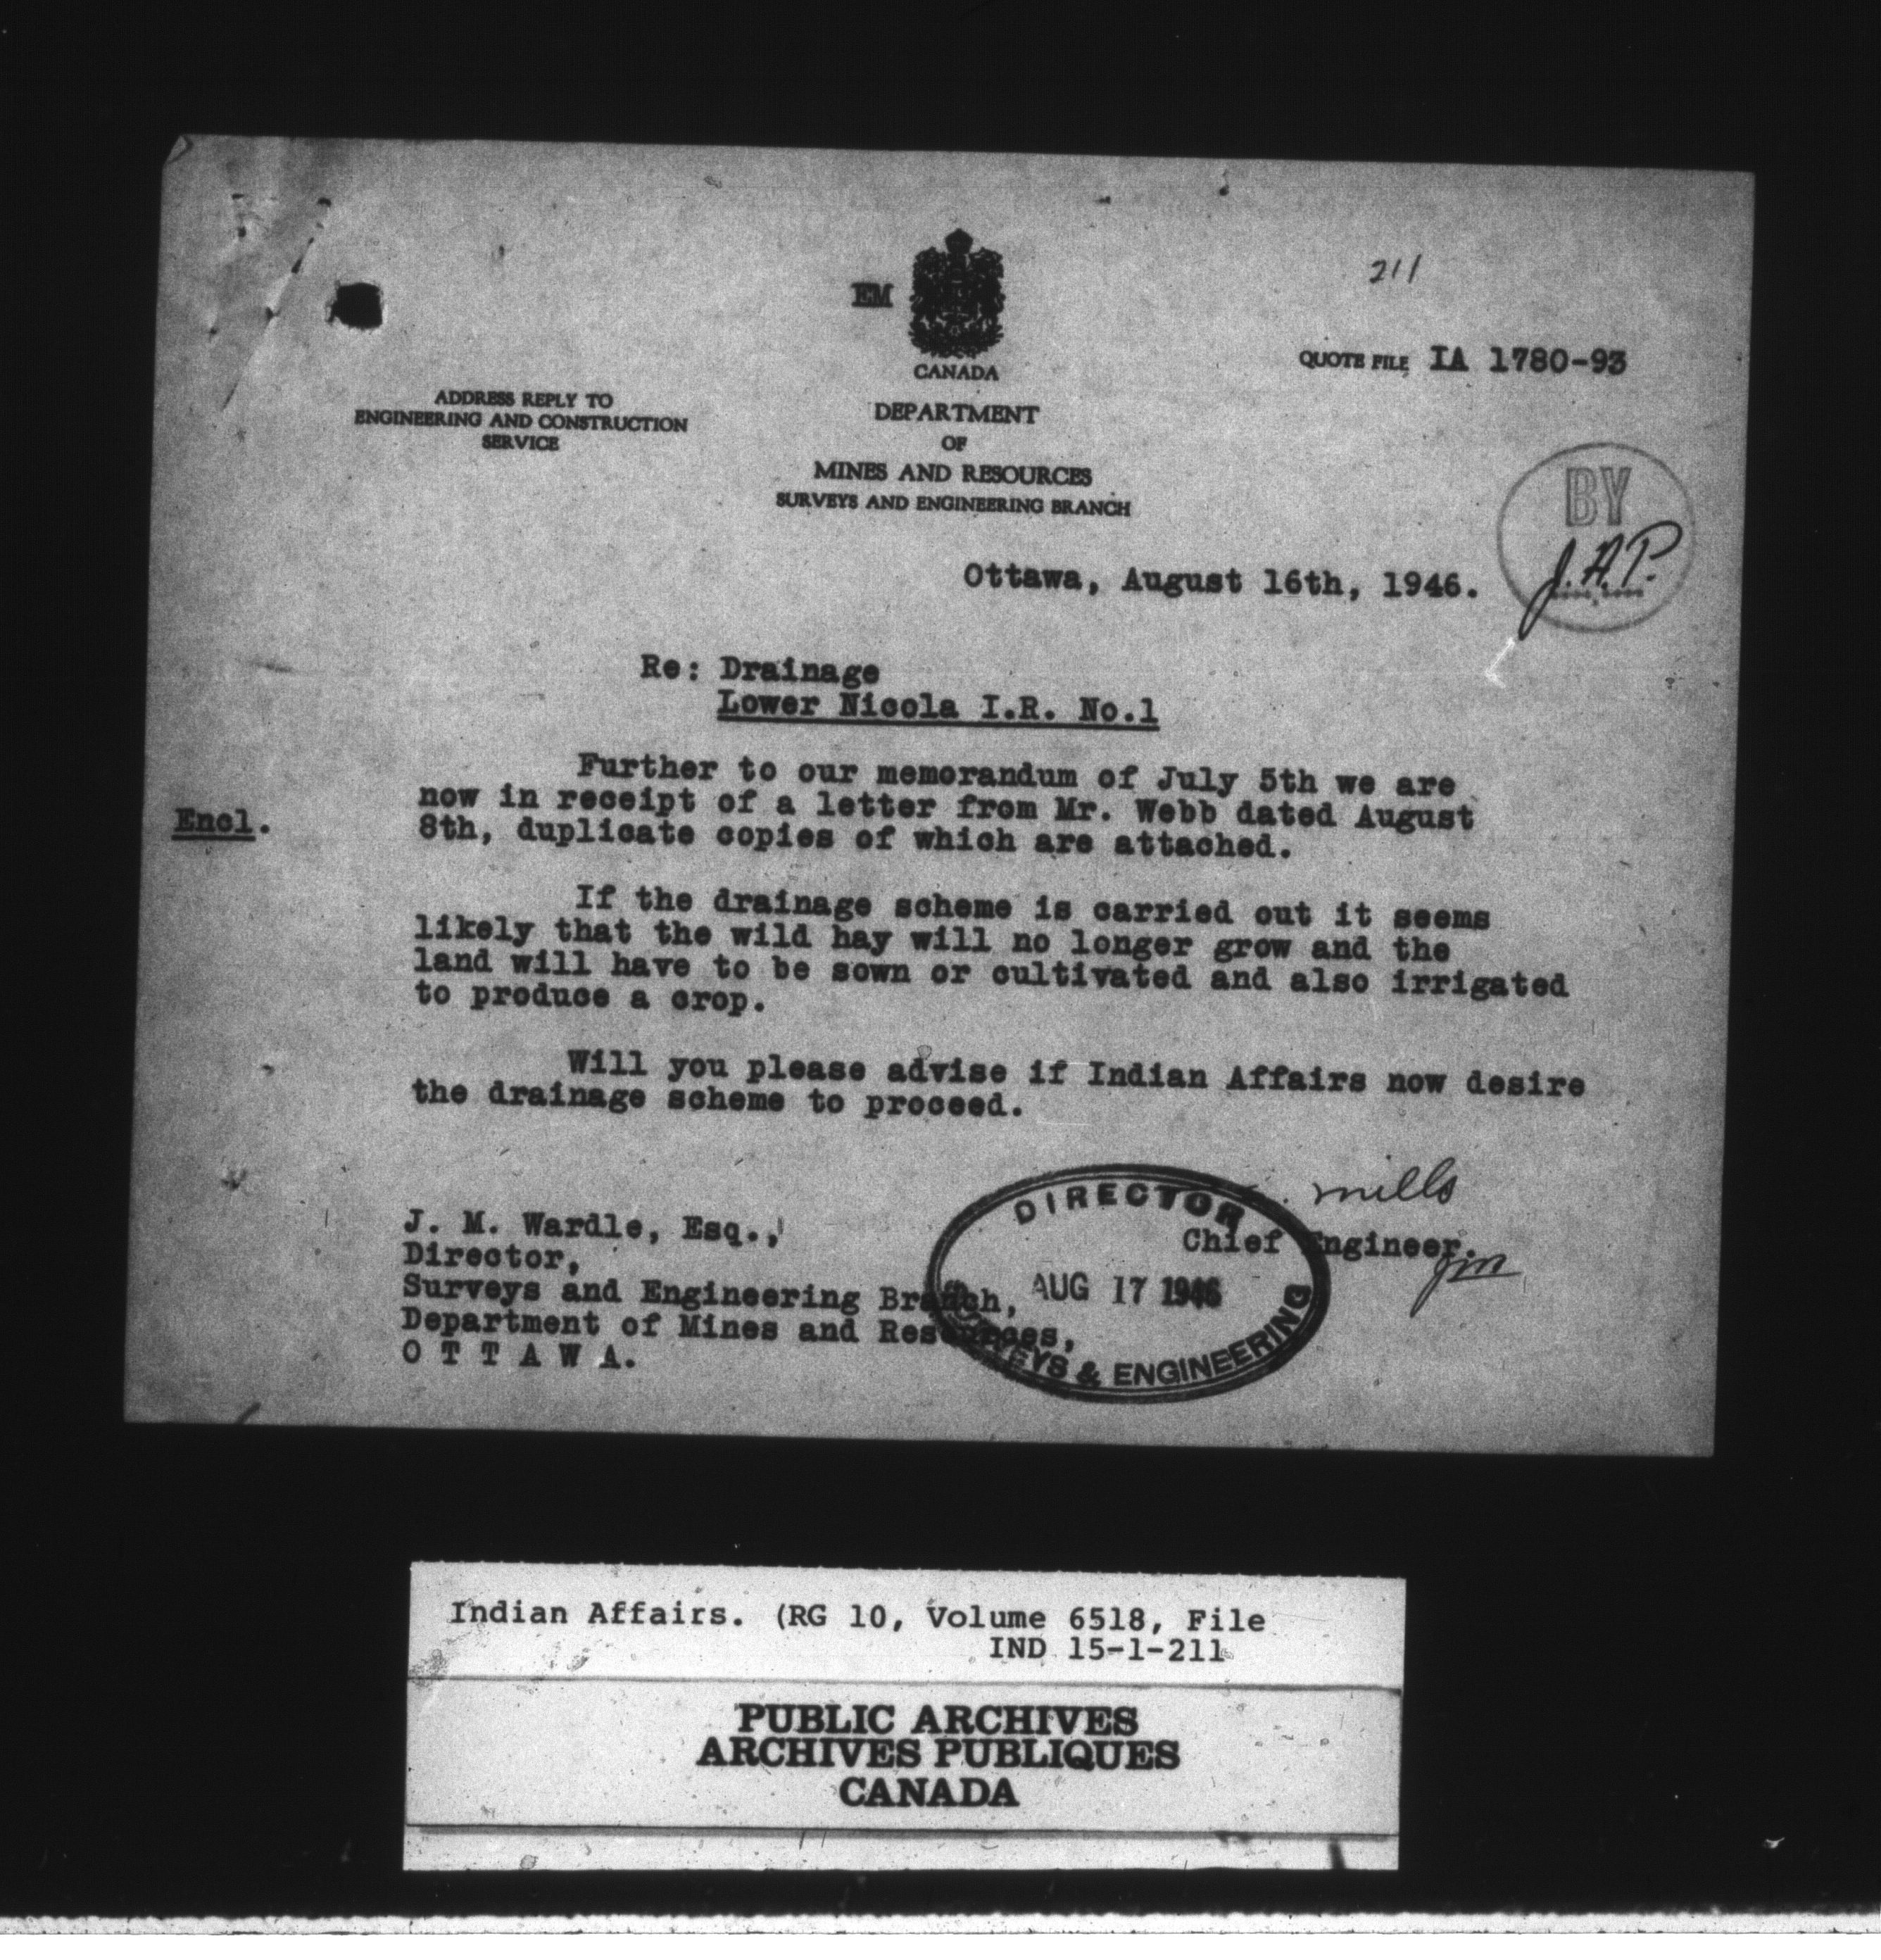 211
EM
CANADA
QUOTE FILE IA 1780-93
ADDRESS REPLY TO
ENGINEERING AND CONSTRUCTION
SERVICE
DEPARTMENT
OF
MINES AND RESOURCES
SURVEYS AND ENGINEERING BRANCH
BY
J.A.P.
Ottawa, August 16th, 1946.
Re: Drainage
Lower Nicola I.R. No.1
Further to our memorandum of July 5th we are
now in receipt of a letter from Mr. Webb dated August
Encl.
8th, duplicate copies of which are attached.
If the drainage scheme is carried out it seems
likely that the wild hay will no longer grow and the
land will have to be sown or cultivated and also irrigated
to produce a crop.
Will you please advise if Indian Affairs now desire
the drainage scheme to proceed.
mills
Chief Engineer.
J. M. Wardle, Esq.,
Director,
Surveys and Engineering Branch,
Department of Mines and Resources,
O T T A W A.
DIRECTOR
AUG 17 1946
SURVEYS & ENGINEERING
Indian Affairs. (RG 10, Volume 6518, File
IND 15-1-211
PUBLIC ARCHIVES
ARCHIVES PUBLIQUES
CANADA